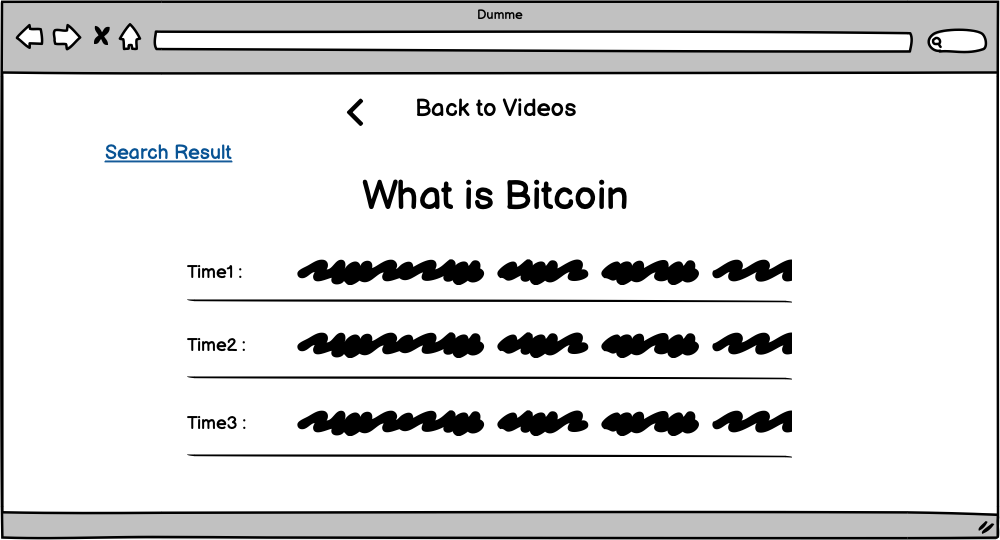 Dumme
Back to Videos
Search Result
What is Bitcoin
Time1 :
Time2 :
Time3 :